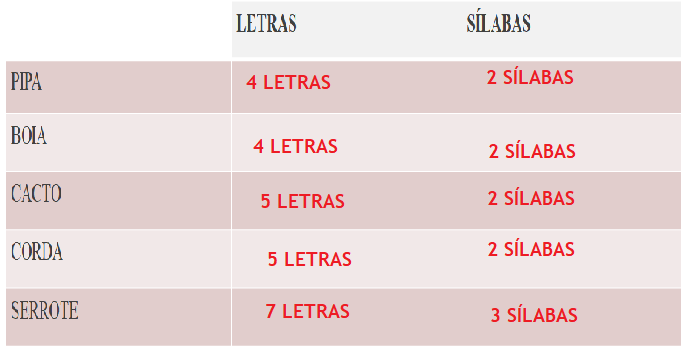 LETRAS SÍLABAS
PIPA 4 LETRAS 2 SÍLABAS
BOIA 4 LETRAS 2 SÍLABAS
CACTO 5 LETRAS 2 SÍLABAS
CORDA 5 LETRAS 2 SÍLABAS
SERROTE 7 LETRAS 3 SÍLABAS